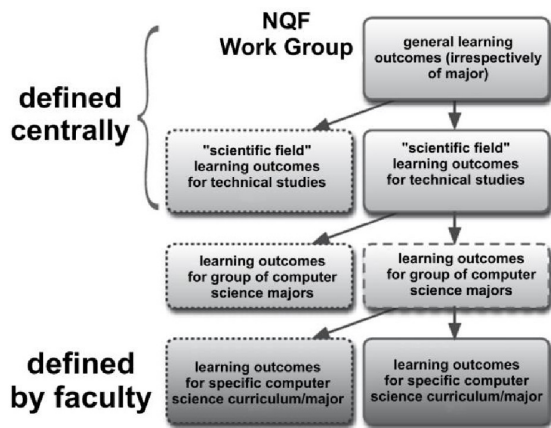 NQF
Work Group
general learning
outcomes (irrespectively
of major)
defined
centrally
"scientific field"
learning outcomes
for technical studies
"scientific field"
learning outcomes
for technical studies
learning outcomes
for group of computer
science majors
learning outcomes
for group of computer
science majors
defined
by faculty
learning outcomes
for specific computer
science curriculum/major
learning outcomes
for specific computer
science curriculum/major